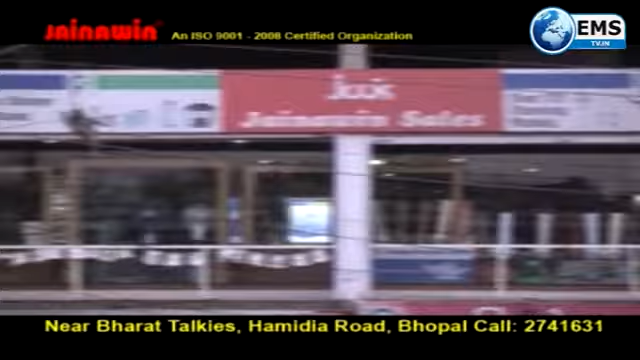 JAINAWIN
An ISO 9001 - 2008 Certified Organization
EMS
TV.IN
Jainawin Sales
Near Bharat Talkies, Hamidia Road, Bhopal Call: 2741631